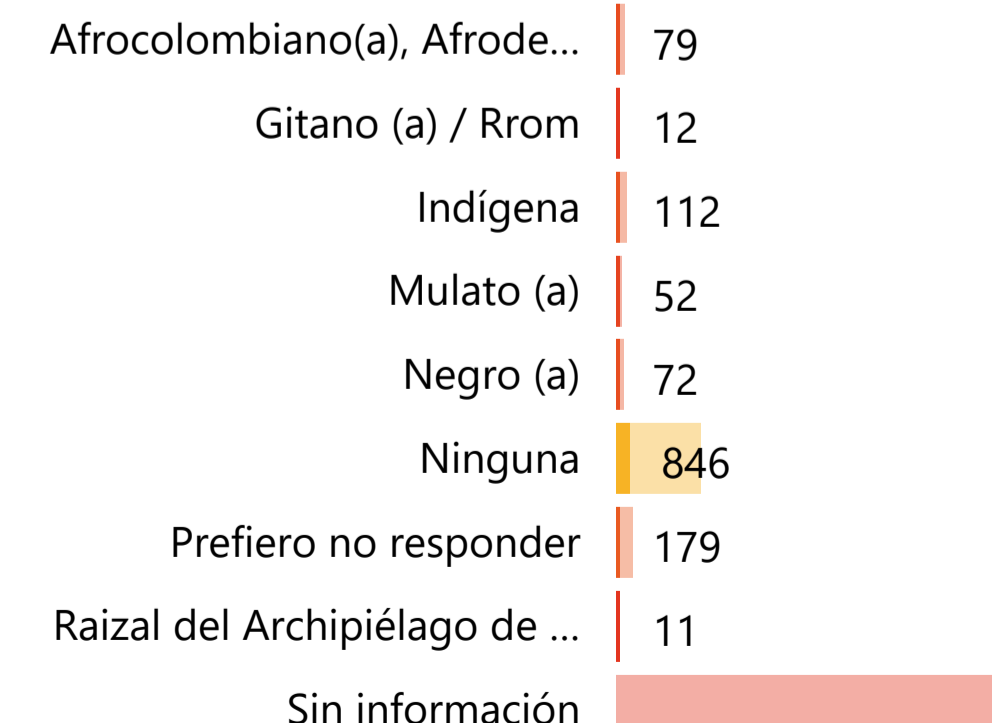 Afrocolombiano(a), Afrode... 79
Gitano (a) / Rrom 12
Indígena 112
Mulato (a) 52
Negro (a) 72
Ninguna 846
Prefiero no responder 179
Raizal del Archipiélago de ... 11
Sin información